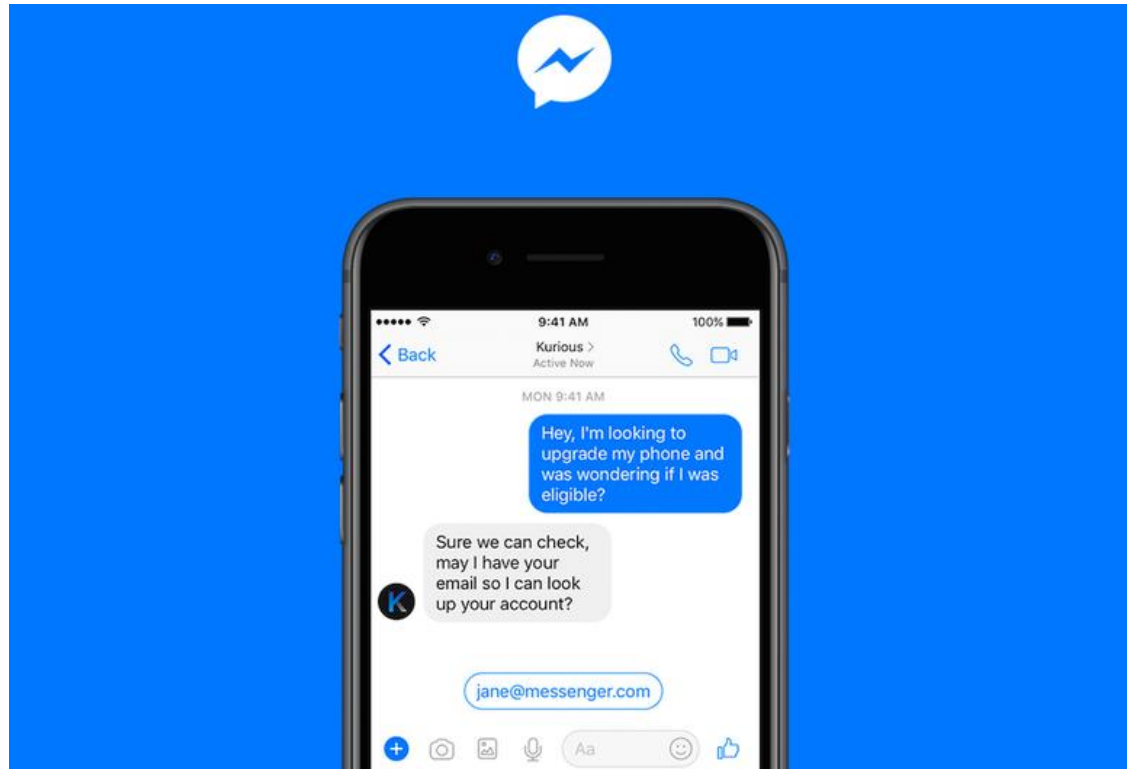 9:41 AM
100%
Back
Kurious >
Active Now
MON 9:41 AM
Hey, I'm looking to
upgrade my phone and
was wondering if I was
eligible?
Sure we can check,
may I have your
email so I can look
up your account?
K
jane@messenger.com
Aa